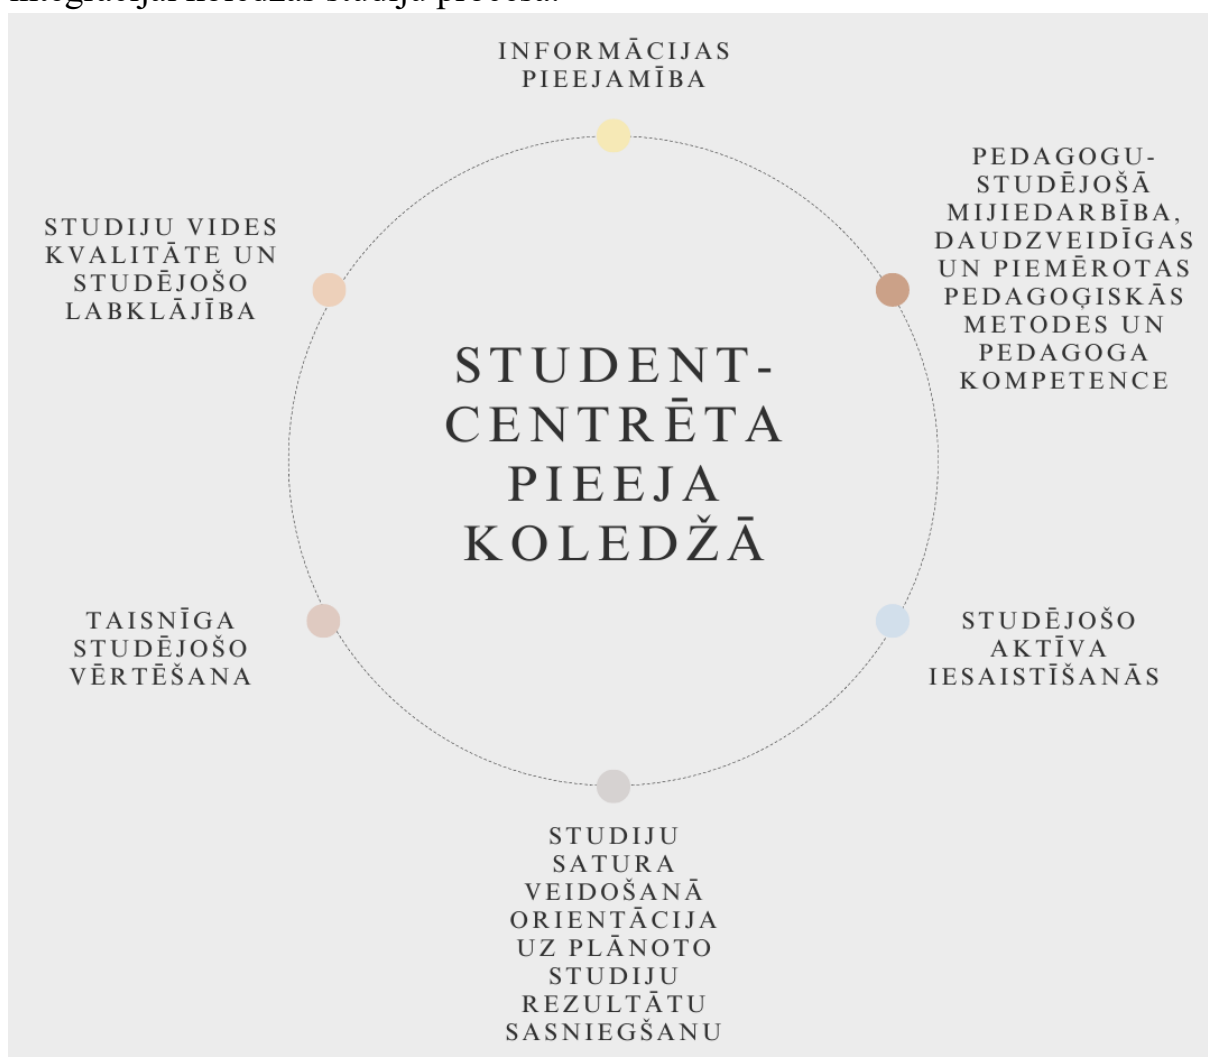 INFORMĀCIJAS
PIEEJAMĪBA
PEDAGOGU-
STUDĒJOŠĀ
MIJIEDARBĪBA,
DAUDZVEIDĪGAS
UN PIEMĒROTAS
PEDAGOĢISKĀS
METODES UN
PEDAGOGA
KOMPETENCE
STUDIJU VIDES
KVALITĀTE UN
STUDĒJOŠO
LABKLĀJĪBA
STUDENT-
CENTRĒTA
PIEEJA
KOLEDŽĀ
TAISNĪGA
STUDĒJOŠO
VĒRTĒŠANA
STUDĒJOŠO
AKTĪVA
IESAISTĪŠANĀS
STUDIJU
SATURA
VEIDOŠANĀ
ORIENTĀCIJA
UZ PLĀNOTO
STUDIJU
REZULTĀTU
SASNIEGŠANU